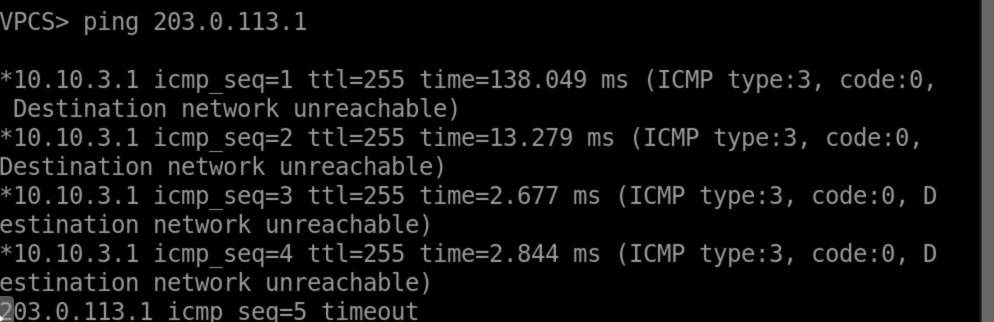 VPCS> ping 203.0.113.1
*10.10.3.1 icmp_seq=1 ttl=255 time=138.049 ms (ICMP type:3, code:0,
Destination network unreachable)
*10.10.3.1 icmp_seq=2 ttl=255 time=13.279 ms (ICMP type:3, code:0,
Destination network unreachable)
*10.10.3.1 icmp_seq=3 ttl=255 time=2.677 ms (ICMP type:3, code:0, D
estination network unreachable)
*10.10.3.1 icmp_seq=4 ttl=255 time=2.844 ms (ICMP type:3, code:0, D
estination network unreachable)
203.0.113.1 icmp_seq=5 timeout